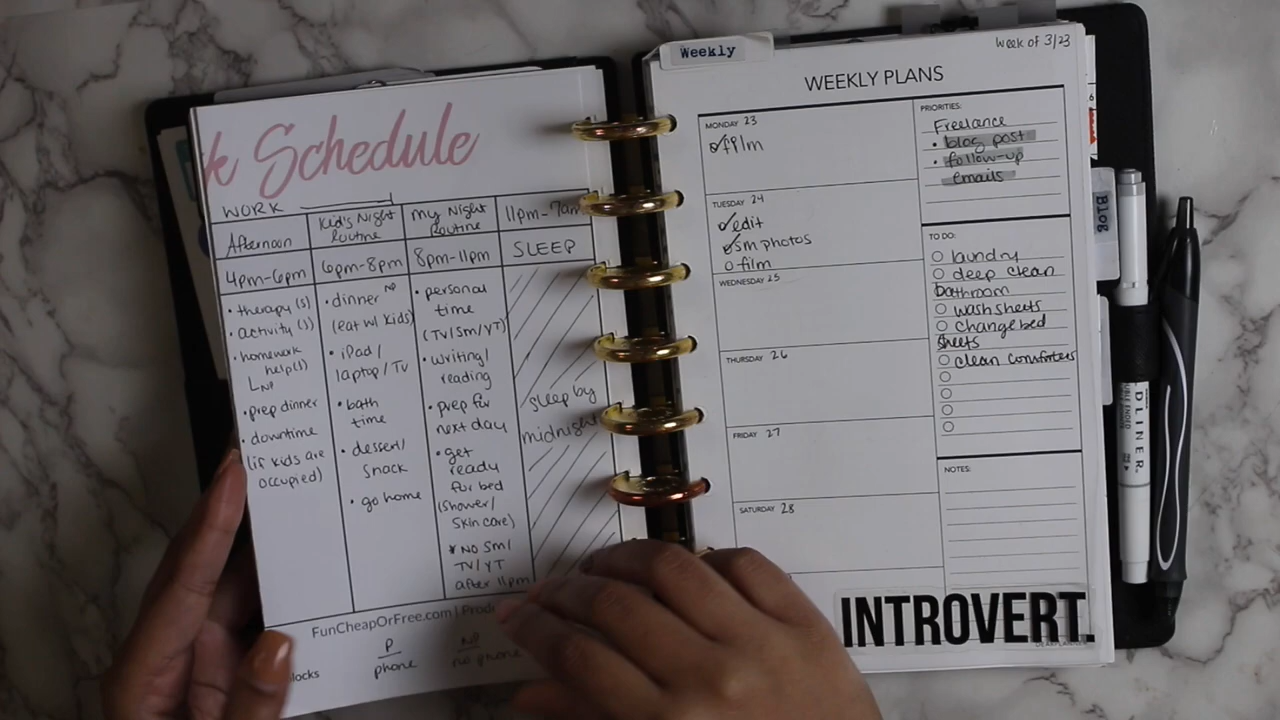 k Schedule
WORK
Afternoon
4pm-6pm
• therapy(s)
• activity(s)
• homework
help(s)
NP
• prep dinner
• downtime
(if kids are
occupied)
Kid's Night
Routine
6pm-8pm
• dinner NP
(eat w/ kids)
• iPad/
laptop/TV
• bath
time
• dessert/
snack
• go home
My Night
Routine
8pm-11pm
• personal
time
(TV/SM/YT)
• writing/
reading
• prep for
next day
• get
ready
for bed
(shower/
skin care)
* NO SM/
TV/YT
after 11pm
11pm-7am
SLEEP
sleep by
midnight
FunCheapOrFree.com | Prod
locks
P
phone
NP
no phone
Weekly
Week of 3/23
WEEKLY PLANS
MONDAY 23
film
TUESDAY 24
edit
SM photos
film
WEDNESDAY 25
THURSDAY 26
FRIDAY 27
SATURDAY 28
PRIORITIES:
Freelance
• blog post
• follow-up
emails
TO DO:
laundry
deep clean
bathroom
wash sheets
change bed
sheets
clean comforters
NOTES:
INTROVERT.
BLOG
DLINER